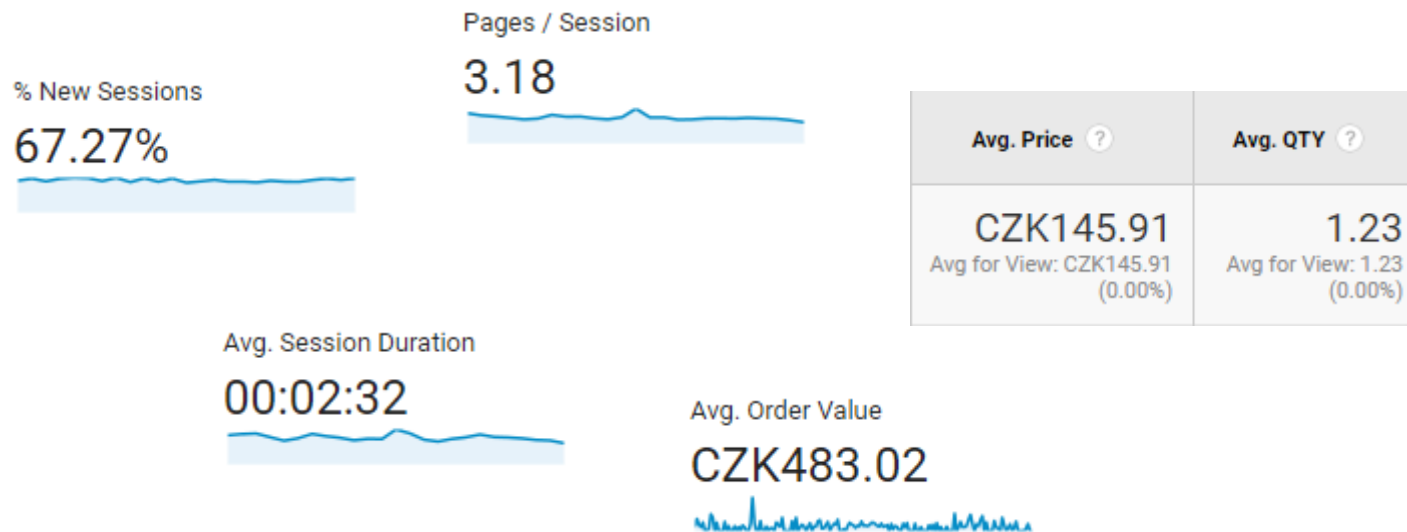 Pages / Session
3.18
% New Sessions
67.27%
Avg. Price ?
Avg. QTY ?
CZK145.91
Avg for View: CZK145.91
(0.00%)
1.23
Avg for View: 1.23
(0.00%)
Avg. Session Duration
00:02:32
Avg. Order Value
CZK483.02